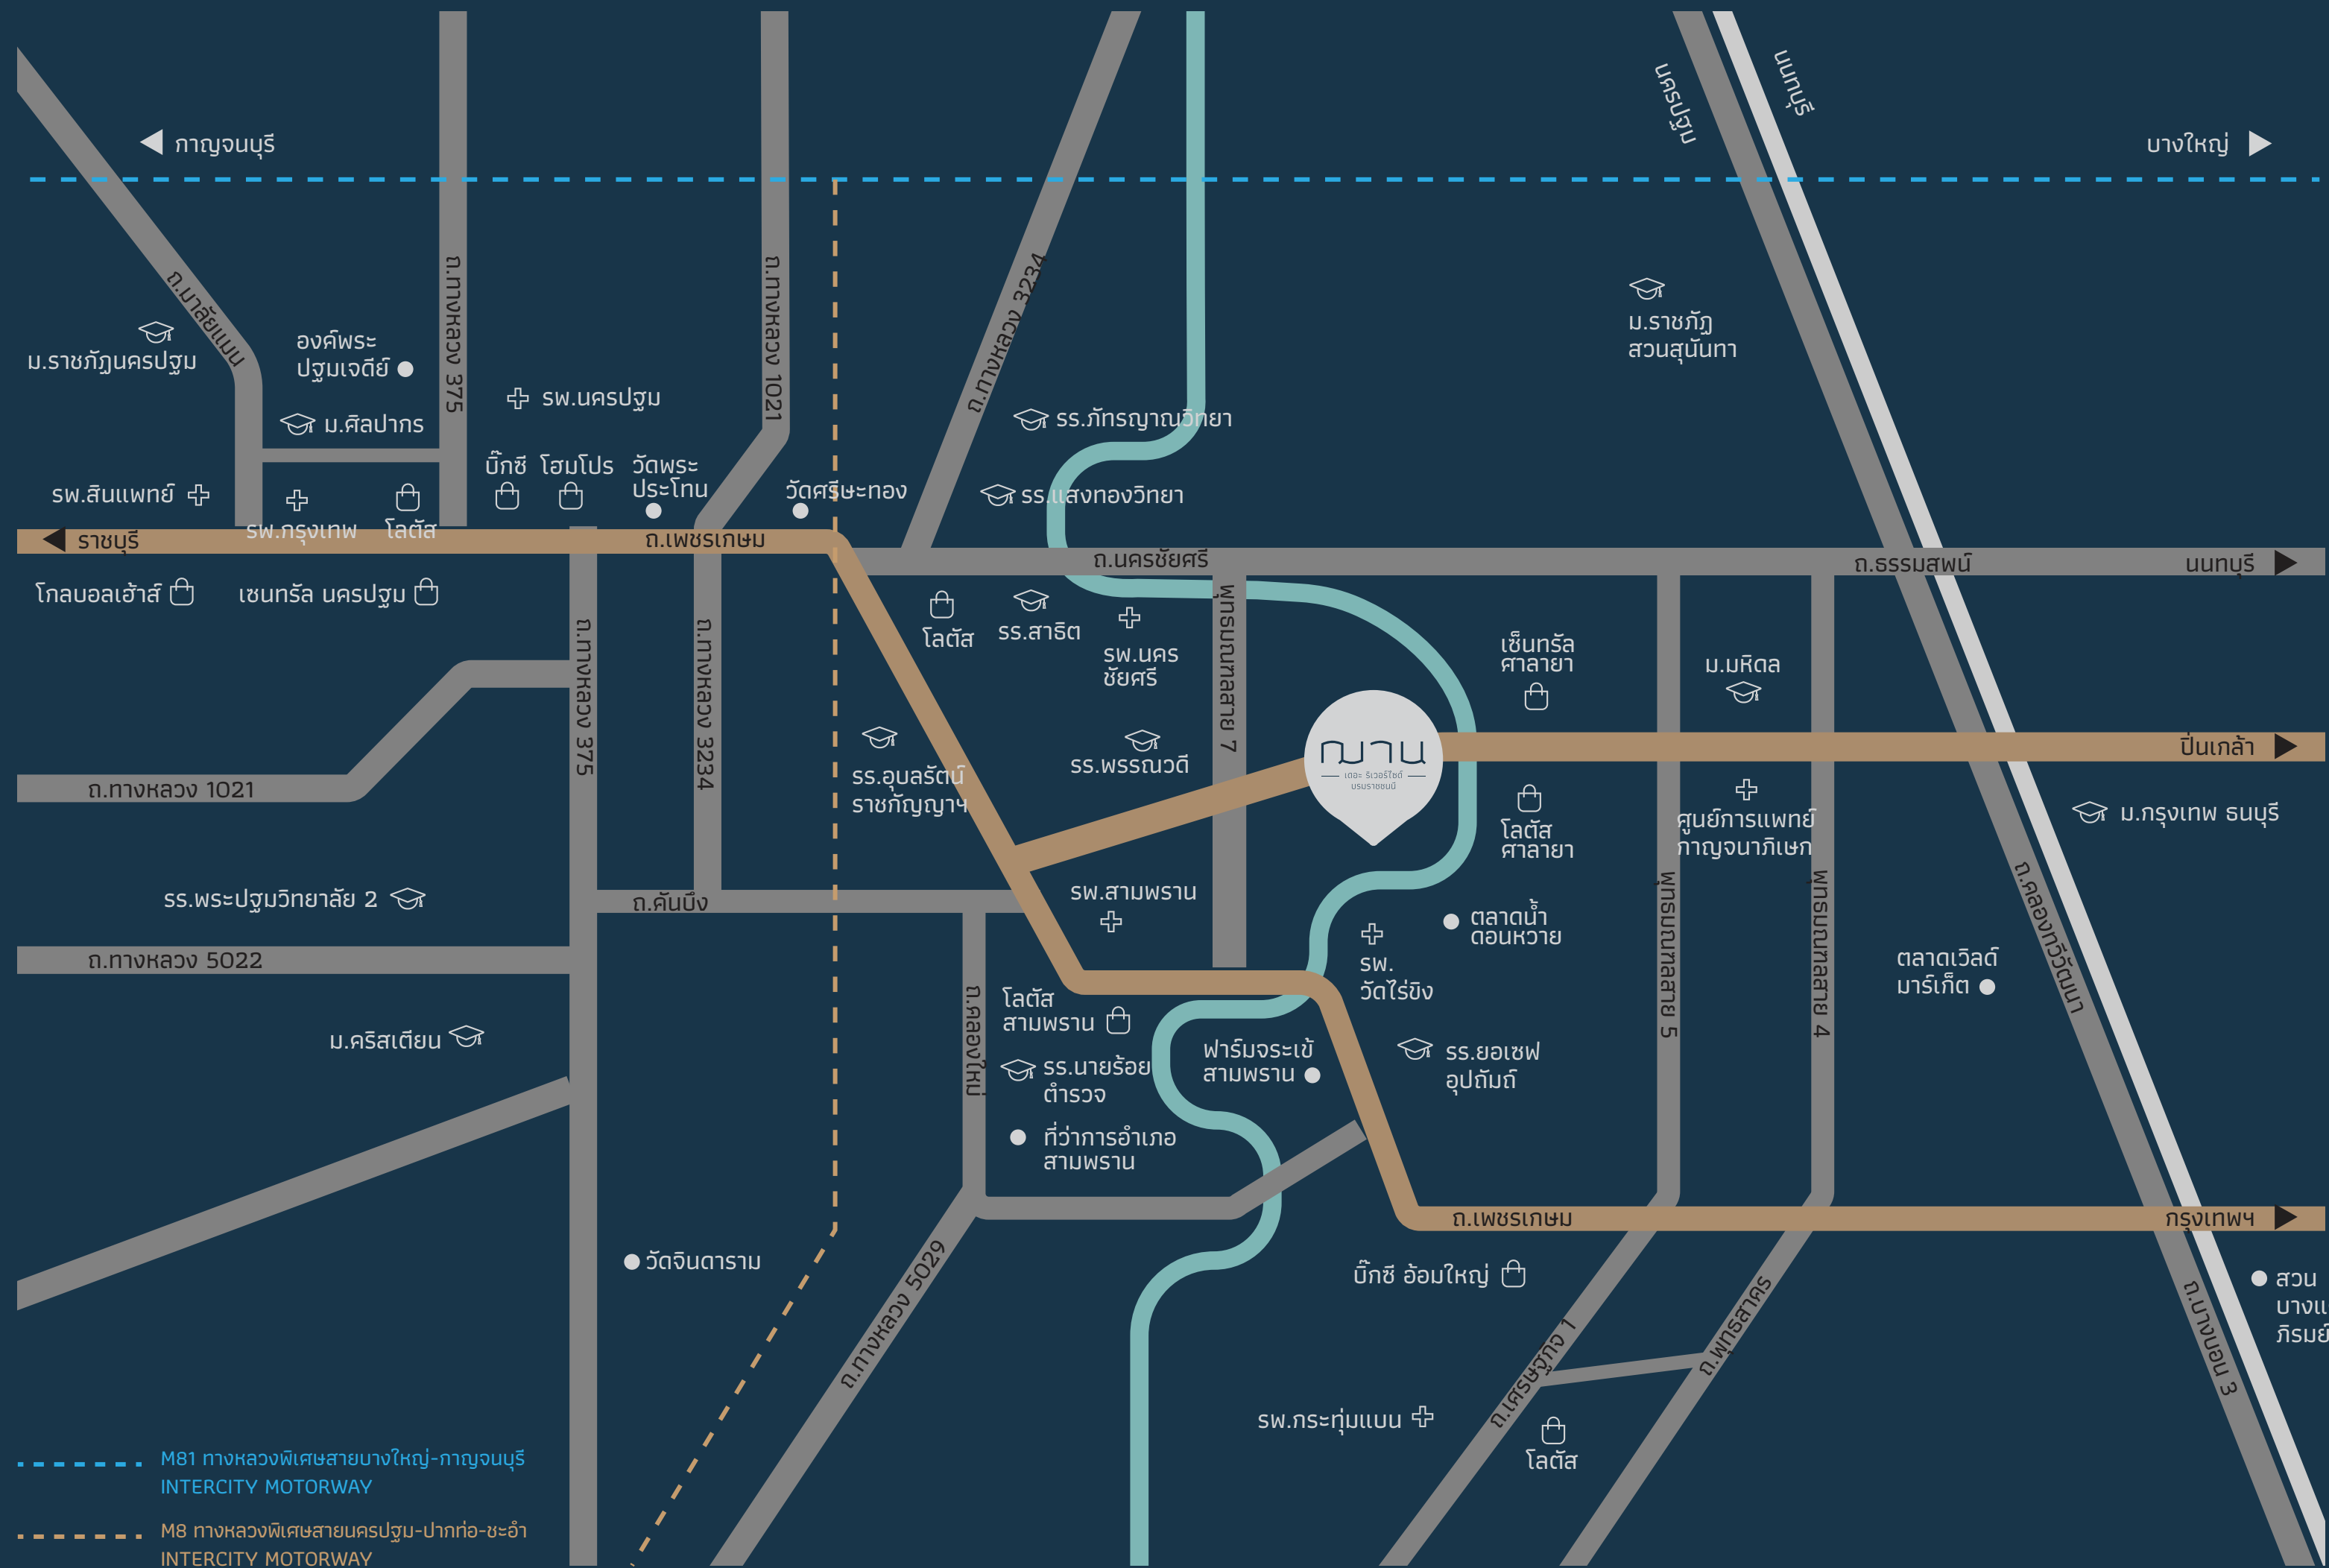 นครปฐม
นนทบุรี
กาญจนบุรี
บางใหญ่
ถ.มาลัยแมน
ถ.ทางหลวง 375
ถ.ทางหลวง 1021
ถ.ทางหลวง 3234
ม.ราชภัฏ
สวนสุนันทา
ม.ราชภัฏนครปฐม
องค์พระ
ปฐมเจดีย์
รพ.นครปฐม
ม.ศิลปากร
รร.ภัทรญาณวิทยา
บิ๊กซี
โฮมโปร
วัดพระ
ประโทน
วัดศรีษะทอง
รร.แสงทองวิทยา
รพ.สินแพทย์
รพ.กรุงเทพ
โลตัส
ราชบุรี
ถ.เพชรเกษม
ถ.นครชัยศรี
ถ.ธรรมสพน์
นนทบุรี
โกลบอลเฮ้าส์
เซนทรัล นครปฐม
โลตัส
รร.สาธิต
รพ.นคร
ชัยศรี
พุทธมณฑลสาย 7
เซ็นทรัล
ศาลายา
ม.มหิดล
ถ.ทางหลวง 375
ถ.ทางหลวง 3234
รร.อุบลรัตน์
ราชกัญญาฯ
รร.พรรณวดี
ณาน
เดอะ ริเวอร์ไซด์
บรมราชชนนี
ปิ่นเกล้า
ถ.ทางหลวง 1021
โลตัส
ศาลายา
ศูนย์การแพทย์
กาญจนาภิเษก
ม.กรุงเทพ ธนบุรี
รร.พระปฐมวิทยาลัย 2
ถ.คันบึง
รพ.สามพราน
ตลาดน้ำ
ดอนหวาย
พุทธมณฑลสาย 5
พุทธมณฑลสาย 4
ถ.คลองทวีวัฒนา
ถ.ทางหลวง 5022
รพ.
วัดไร่ขิง
ตลาดเวิลด์
มาร์เก็ต
ถ.คลองใหม่
โลตัส
สามพราน
ม.คริสเตียน
รร.นายร้อย
ตำรวจ
ฟาร์มจระเข้
สามพราน
รร.ยอเซฟ
อุปถัมถ์
ที่ว่าการอำเภอ
สามพราน
ถ.เพชรเกษม
กรุงเทพฯ
วัดจินดาราม
ถ.ทางหลวง 5029
บิ๊กซี อ้อมใหญ่
สวน
บางแ
ภิรมย์
ถ.เศรษฐกิจ 1
ถ.พุทธสาคร
ถ.บางบอน 3
รพ.กระทุ่มแบน
โลตัส
M81 ทางหลวงพิเศษสายบางใหญ่-กาญจนบุรี
INTERCITY MOTORWAY
M8 ทางหลวงพิเศษสายนครปฐม-ปากท่อ-ชะอำ
INTERCITY MOTORWAY